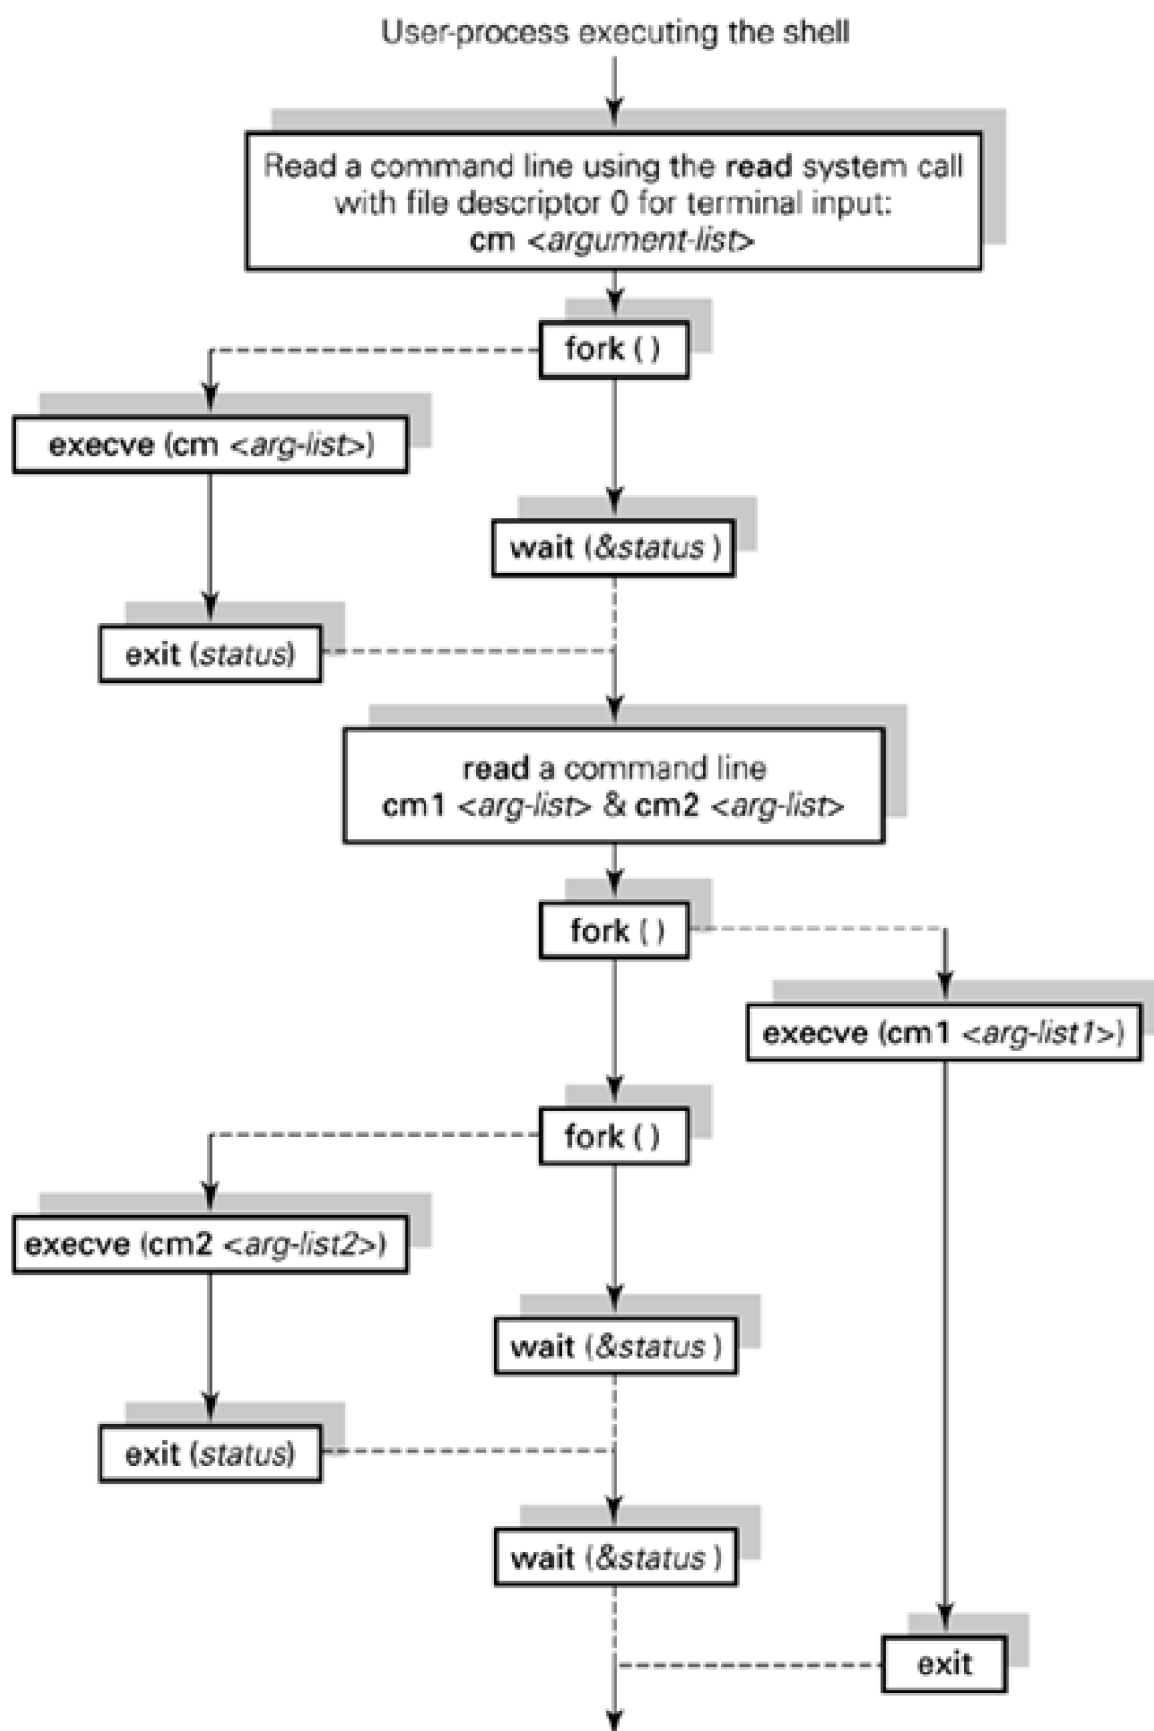 User-process executing the shell
Read a command line using the read system call
with file descriptor 0 for terminal input:
cm <argument-list>
fork ( )
execve (cm <arg-list>)
wait (&status )
exit (status)
read a command line
cm1 <arg-list> & cm2 <arg-list>
fork ( )
execve (cm1 <arg-list1>)
fork ( )
execve (cm2 <arg-list2>)
wait (&status )
exit (status)
wait (&status )
exit